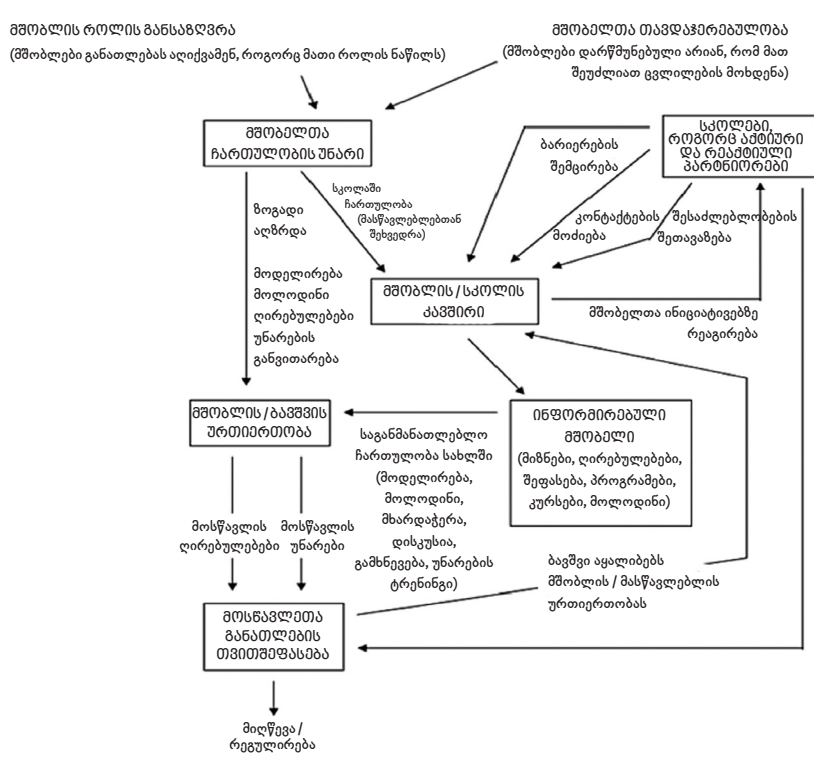 მშობლის როლის განსაზღვრა
(მშობლები განათლებას აღიქვამენ, როგორც მათი როლის ნაწილს)
მშობელთა თავდაჯერებულობა
(მშობლები დარწმუნებული არიან, რომ მათ
შეუძლიათ ცვლილების მოხდენა)
მშობელთა
ჩართულობის უნარი
სკოლები,
როგორც აქტიური
და რეაქტიული
პარტნიორები
ბარიერების
შემცირება
სკოლაში
ჩართულობა
(მასწავლებლებთან
შეხვედრა)
ზოგადი
აღზრდა
კონტაქტების
მოძიება
შესაძლებლობების
შეთავაზება
მოდელირება
მოლოდინი
ღირებულებები
უნარების
განვითარება
მშობლის / სკოლის
კავშირი
მშობელთა ინიციატივებზე
რეაგირება
მშობლის / ბავშვის
ურთიერთობა
ინფორმირებული
მშობელი
(მიზნები, ღირებულებები,
შეფასება, პროგრამები,
კურსები, მოლოდინი)
საგანმანათლებლო
ჩართულობა სახლში
(მოდელირება,
მოლოდინი,
მხარდაჭერა,
დისკუსია,
გამხნევება, უნარების
ტრენინგი)
მოსწავლის
ღირებულებები
მოსწავლის
უნარები
ბავშვი აყალიბებს
მშობლის / მასწავლებლის
ურთიერთობას
მოსწავლეთა
განათლების
თვითშეფასება
მიღწევა /
რეგულირება